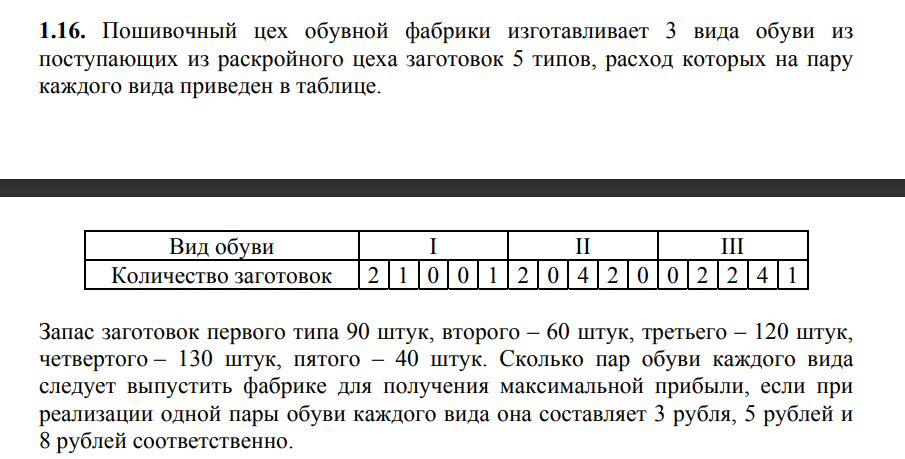 1.16. Пошивочный цех обувной фабрики изготавливает 3 вида обуви из
поступающих из раскройного цеха заготовок 5 типов, расход которых на пару
каждого вида приведен в таблице.
Вид обуви I II III
Количество заготовок 2 1 0 0 1 2 0 4 2 0 0 2 2 4 1
Запас заготовок первого типа 90 штук, второго – 60 штук, третьего – 120 штук,
четвертого – 130 штук, пятого – 40 штук. Сколько пар обуви каждого вида
следует выпустить фабрике для получения максимальной прибыли, если при
реализации одной пары обуви каждого вида она составляет 3 рубля, 5 рублей и
8 рублей соответственно.